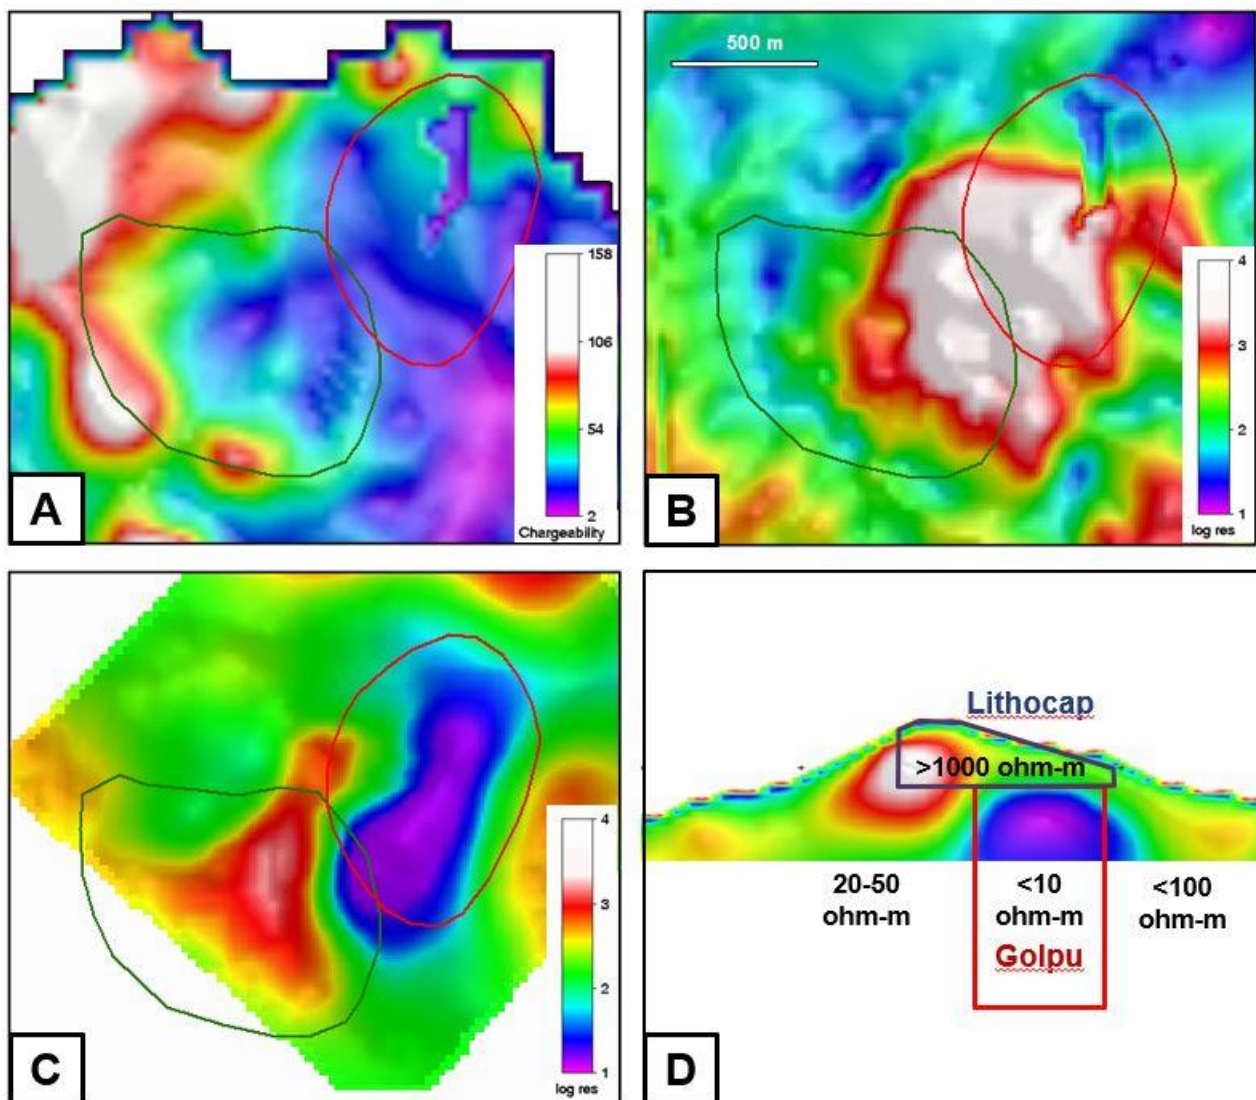 500 m
158
106
54
2
Chargeability
A
4
3
2
1
log res
B
4
3
2
1
log res
C
Lithocap
>1000 ohm-m
20-50
ohm-m
<10
ohm-m
<100
ohm-m
Golpu
D